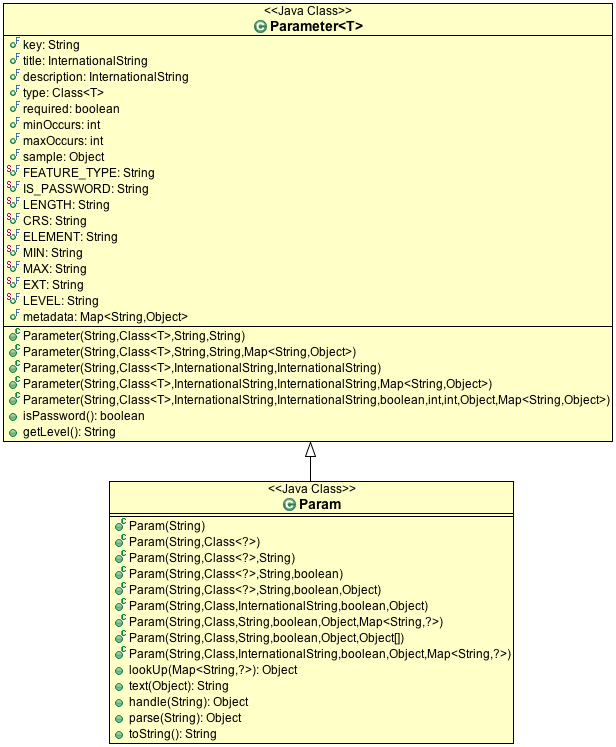 <<Java Class>>
Parameter<T>
key: String
title: InternationalString
description: InternationalString
type: Class<T>
required: boolean
minOccurs: int
maxOccurs: int
sample: Object
FEATURE_TYPE: String
IS_PASSWORD: String
LENGTH: String
CRS: String
ELEMENT: String
MIN: String
MAX: String
EXT: String
LEVEL: String
metadata: Map<String,Object>
Parameter(String,Class<T>,String,String)
Parameter(String,Class<T>,String,String,Map<String,Object>)
Parameter(String,Class<T>,InternationalString,InternationalString)
Parameter(String,Class<T>,InternationalString,InternationalString,Map<String,Object>)
Parameter(String,Class<T>,InternationalString,InternationalString,boolean,int,int,Object,Map<String,Object>)
isPassword(): boolean
getLevel(): String
<<Java Class>>
Param
Param(String)
Param(String,Class<?>)
Param(String,Class<?>,String)
Param(String,Class<?>,String,boolean)
Param(String,Class<?>,String,boolean,Object)
Param(String,Class,InternationalString,boolean,Object)
Param(String,Class,String,boolean,Object,Map<String,?>)
Param(String,Class,String,boolean,Object,Object[])
Param(String,Class,InternationalString,boolean,Object,Map<String,?>)
lookUp(Map<String,?>): Object
text(Object): String
handle(String): Object
parse(String): Object
toString(): String